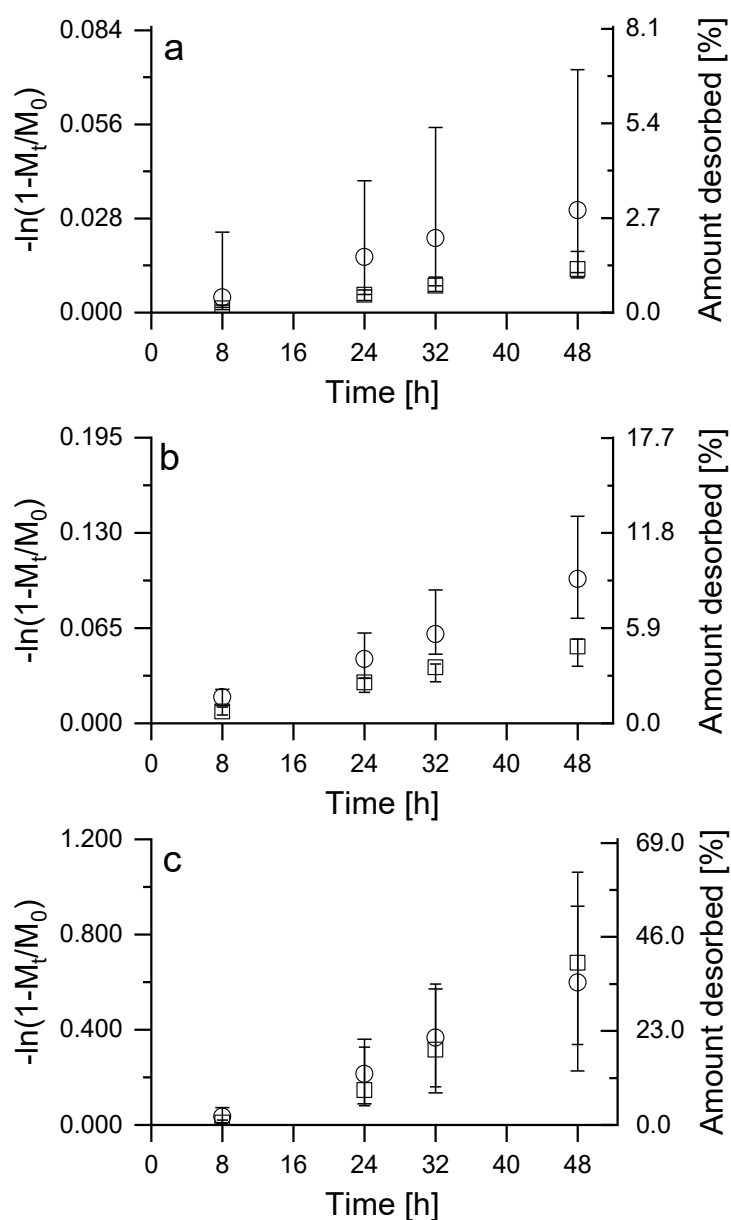 a
-ln(1-Mt/M0)
0.084
0.056
0.028
0.000
8.1
5.4
2.7
0.0
Amount desorbed [%]
0 8 16 24 32 40 48
Time [h]
b
-ln(1-Mt/M0)
0.195
0.130
0.065
0.000
17.7
11.8
5.9
0.0
Amount desorbed [%]
0 8 16 24 32 40 48
Time [h]
c
-ln(1-Mt/M0)
1.200
0.800
0.400
0.000
69.0
46.0
23.0
0.0
Amount desorbed [%]
0 8 16 24 32 40 48
Time [h]